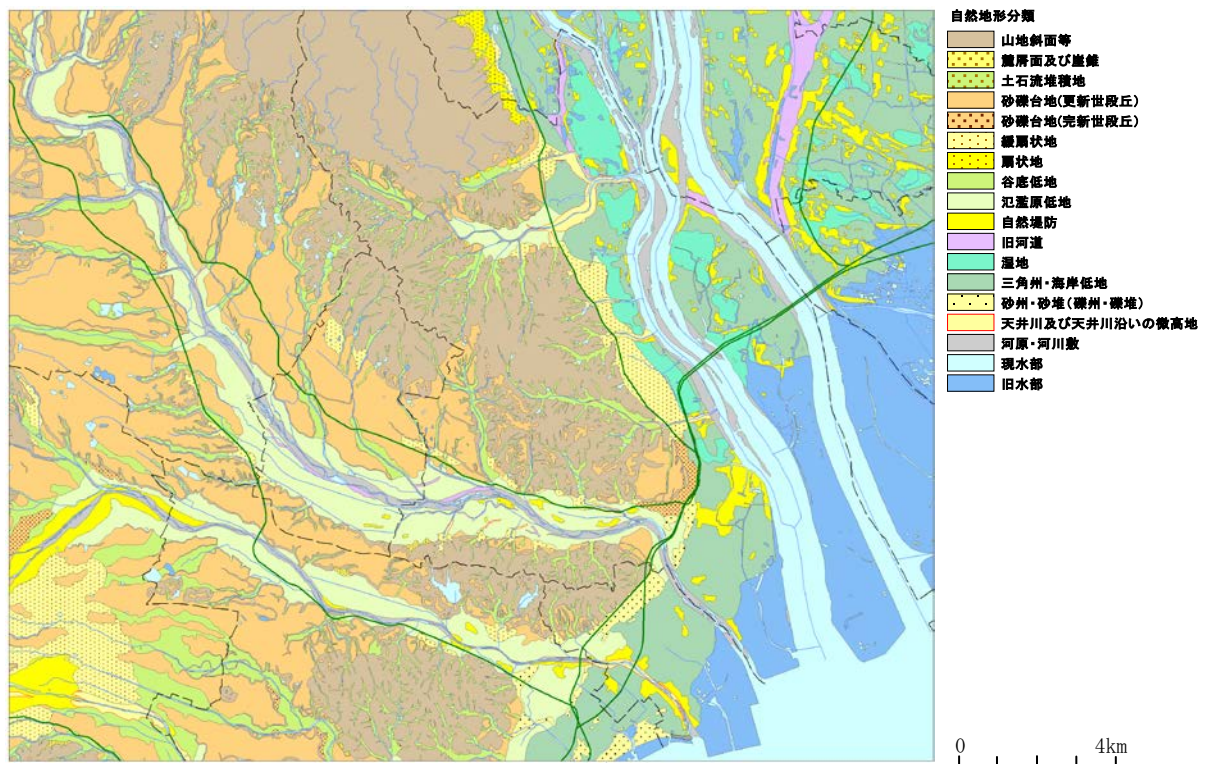 自然地形分類
山地斜面等
麓屑面及び崖錐
土石流堆積地
砂礫台地(更新世段丘)
砂礫台地(完新世段丘)
緩扇状地
扇状地
谷底低地
氾濫原低地
自然堤防
旧河道
湿地
三角州・海岸低地
砂州・砂堆(礫州・礫堆)
天井川及び天井川沿いの微高地
河原・河川敷
現水部
旧水部
0 4km